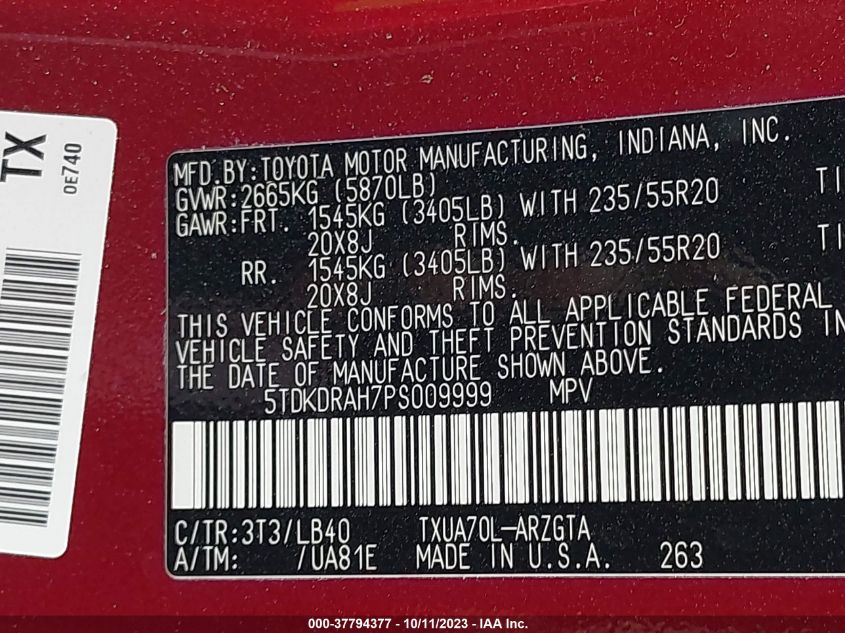 TX
0E740
MFD.BY:TOYOTA MOTOR MANUFACTURING, INDIANA, INC.
GVWR:2665KG (5870LB)
GAWR:FRT. 1545KG (3405LB) WITH 235/55R20 TI
20X8J RIMS.
RR. 1545KG (3405LB) WITH 235/55R20 TI
20X8J RIMS.
THIS VEHICLE CONFORMS TO ALL APPLICABLE FEDERAL
VEHICLE SAFETY AND THEFT PREVENTION STANDARDS IN
THE DATE OF MANUFACTURE SHOWN ABOVE.
5TDKDRAH7PS009999 MPV
C/TR:3T3/LB40 TXUA70L-ARZGTA
A/TM: /UA81E MADE IN U.S.A. 263
000-37794377 - 10/11/2023 - TXUA Inc.